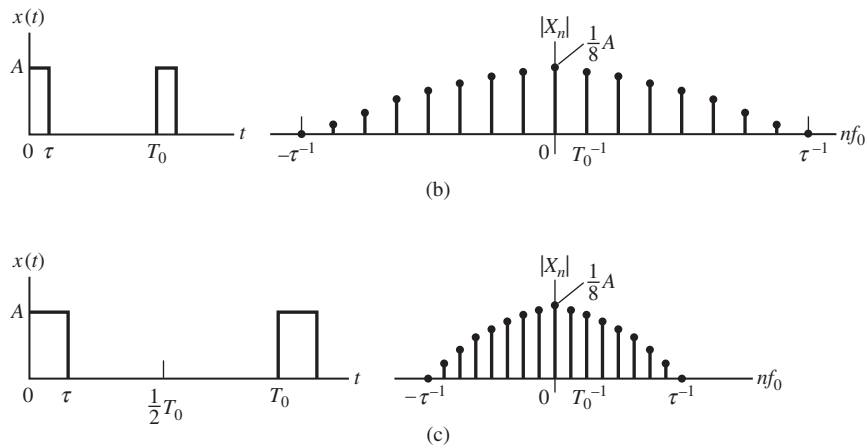 x(t)
A
0 τ T₀ t
|Xₙ|
1/8 A
−τ⁻¹ 0 T₀⁻¹ τ⁻¹ nf₀
(b)
x(t)
A
0 τ 1/2 T₀ T₀ t
|Xₙ|
1/8 A
−τ⁻¹ 0 T₀⁻¹ τ⁻¹ nf₀
(c)